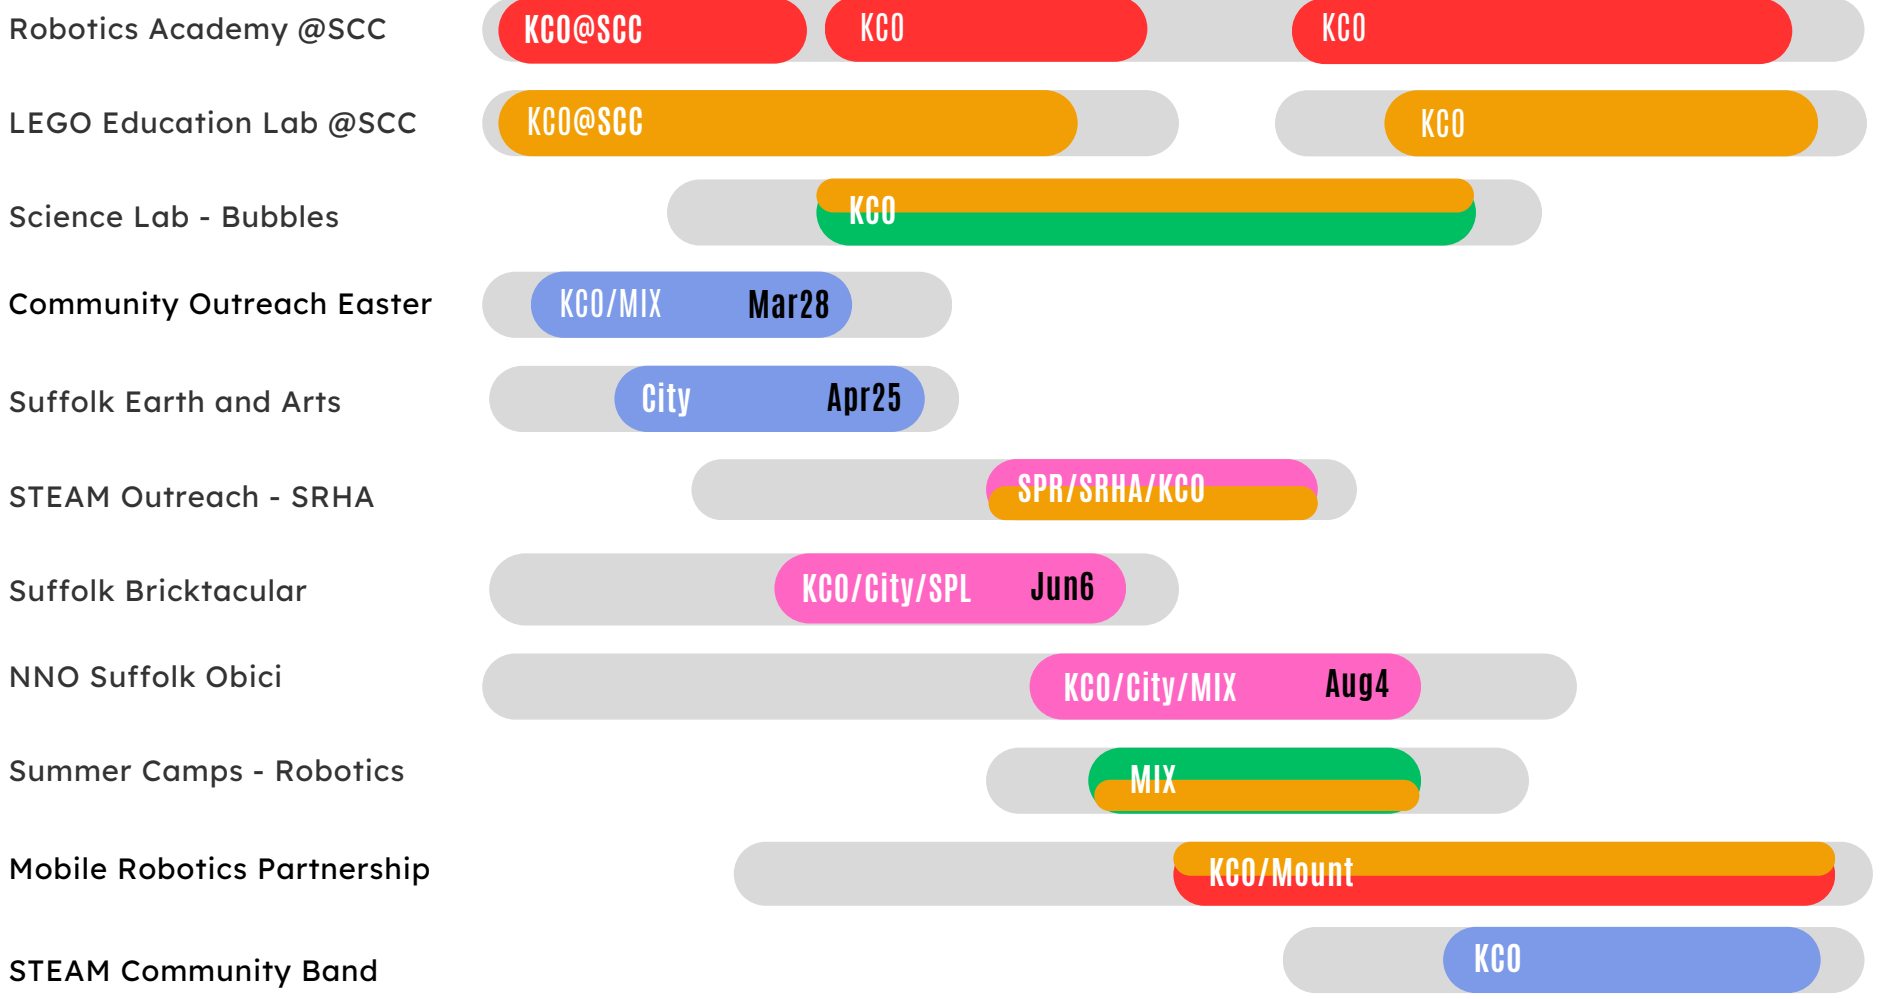 Robotics Academy @SCC KCO@SCC KCO KCO
LEGO Education Lab @SCC KCO@SCC KCO
Science Lab - Bubbles KCO
Community Outreach Easter KCO/MIX Mar28
Suffolk Earth and Arts City Apr25
STEAM Outreach - SRHA SPR/SRHA/KCO
Suffolk Bricktacular KCO/City/SPL Jun6
NNO Suffolk Obici KCO/City/MIX Aug4
Summer Camps - Robotics MIX
Mobile Robotics Partnership KCO/Mount
STEAM Community Band KCO